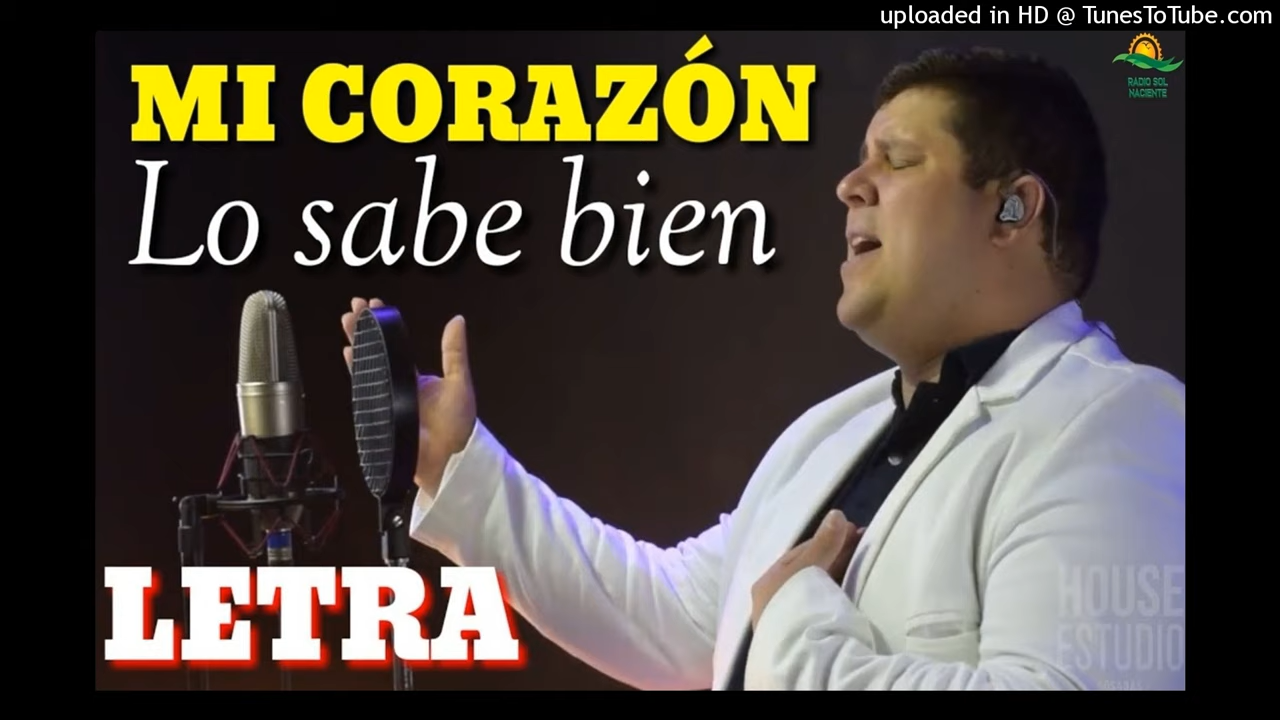 uploaded in HD @ TunesToTube.com
MI CORAZÓN
Lo sabe bien
RADIO SOL
NACIENTE
LETRA
HOUSE
ESTUDIO